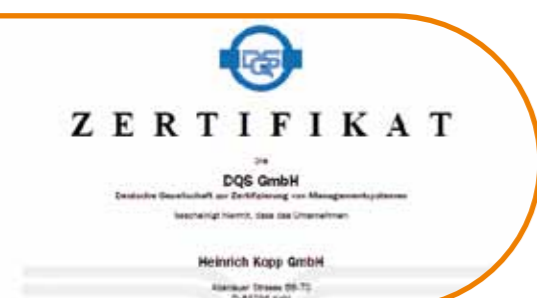 DQS
ZERTIFIKAT
Die
DQS GmbH
Deutsche Gesellschaft zur Zertifizierung von Managementsystemen
bescheinigt hiermit, dass das Unternehmen
Heinrich Kopp GmbH